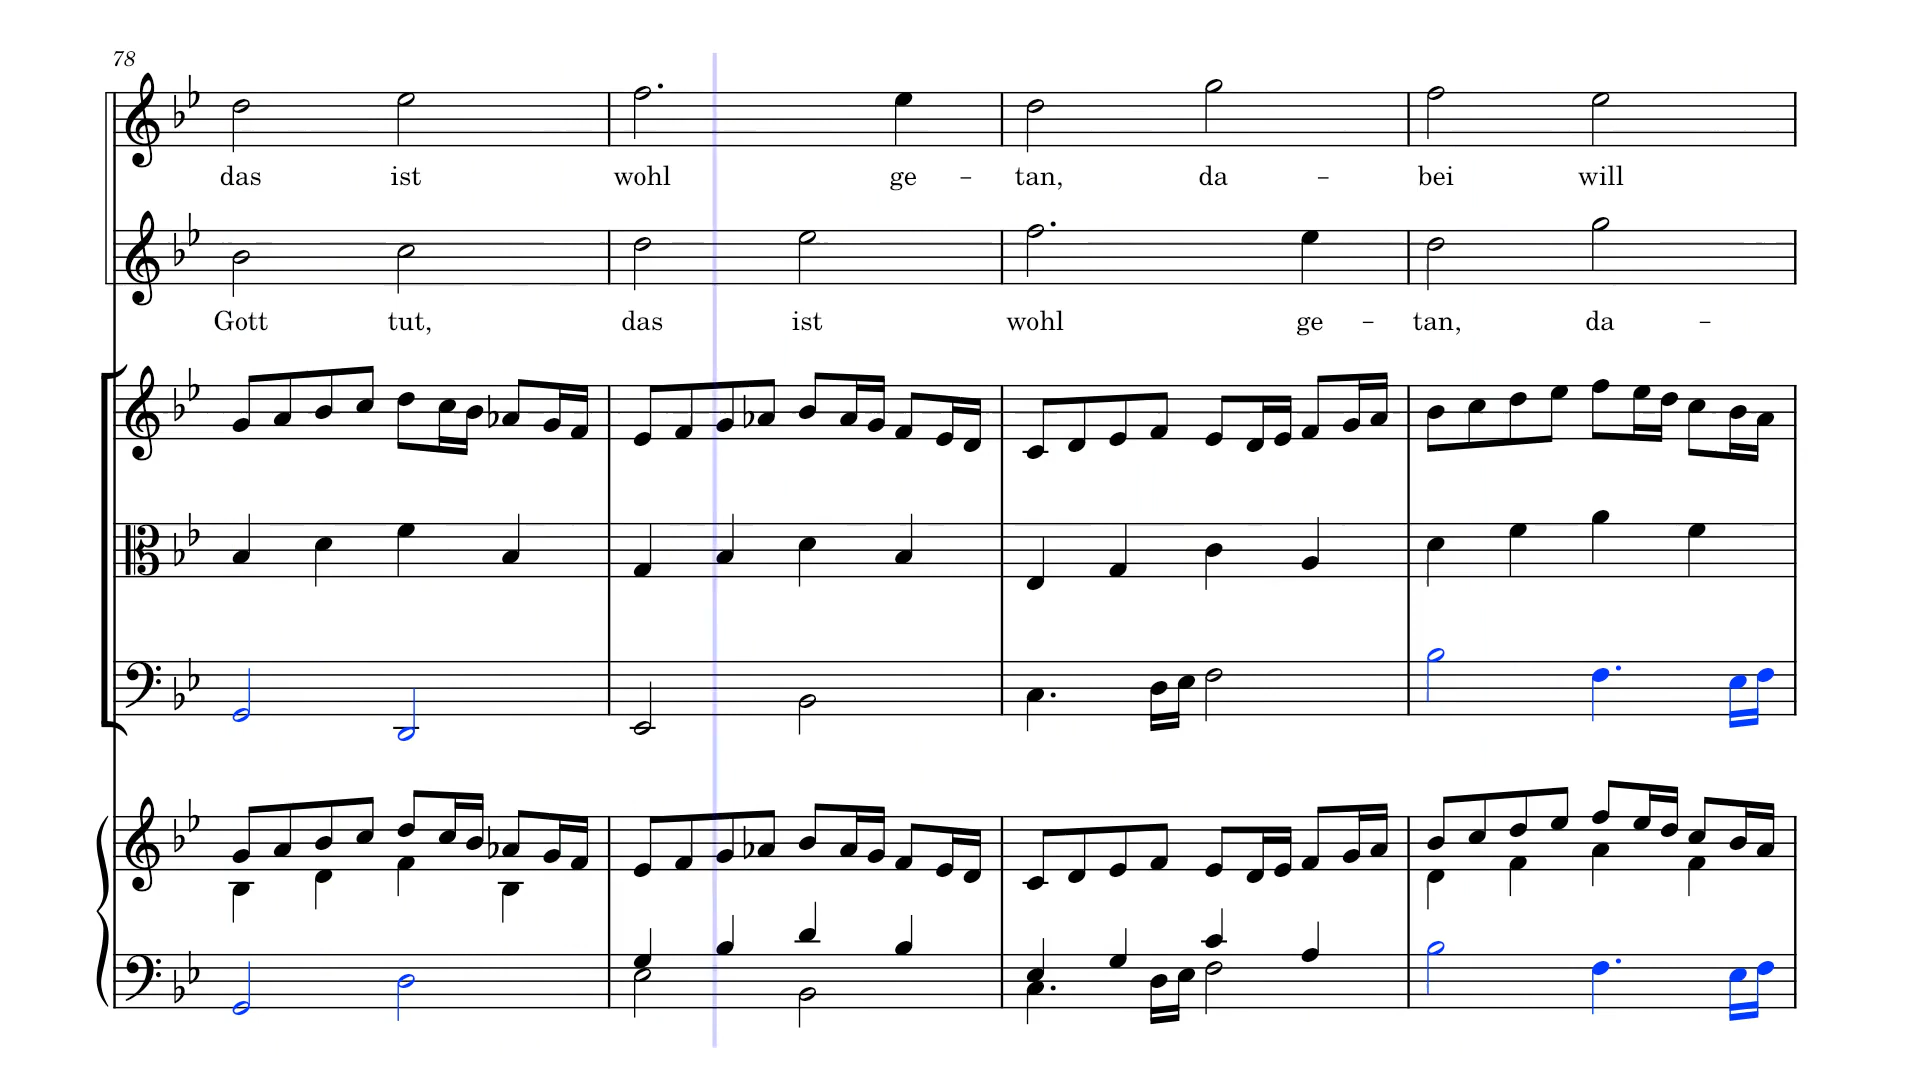 78
das ist wohl ge - tan, da - bei will
Gott tut, das ist wohl ge - tan, da -